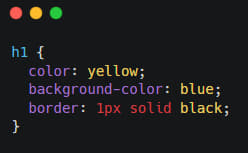 h1 {
  color: yellow;
  background-color: blue;
  border: 1px solid black;
}